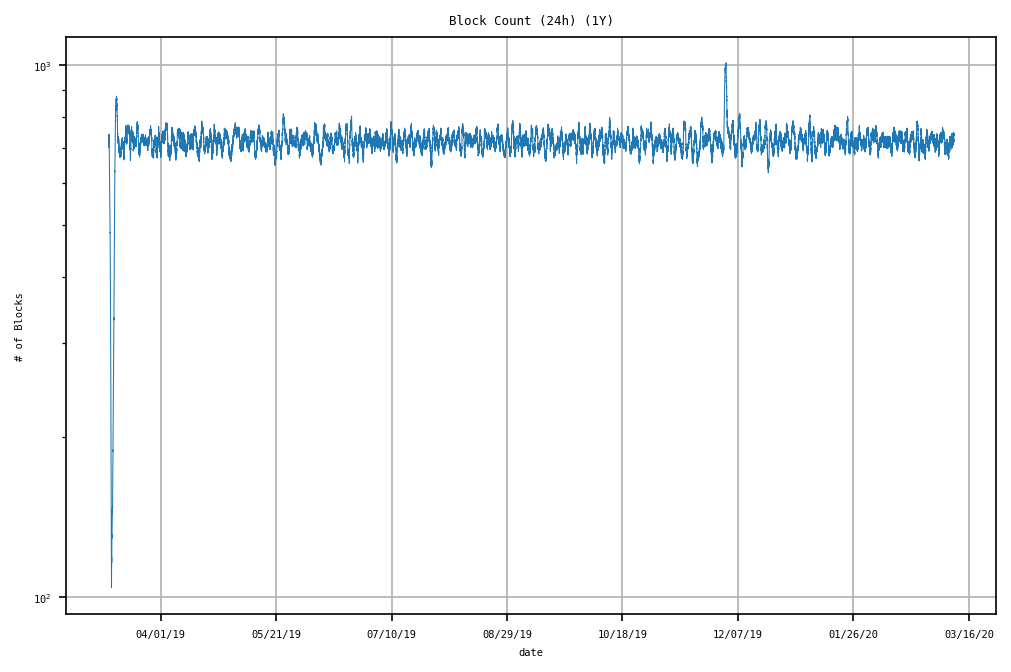 Block Count (24h) (1Y)
10³
# of Blocks
10²
04/01/19 05/21/19 07/10/19 08/29/19 10/18/19 12/07/19 01/26/20 03/16/20
date